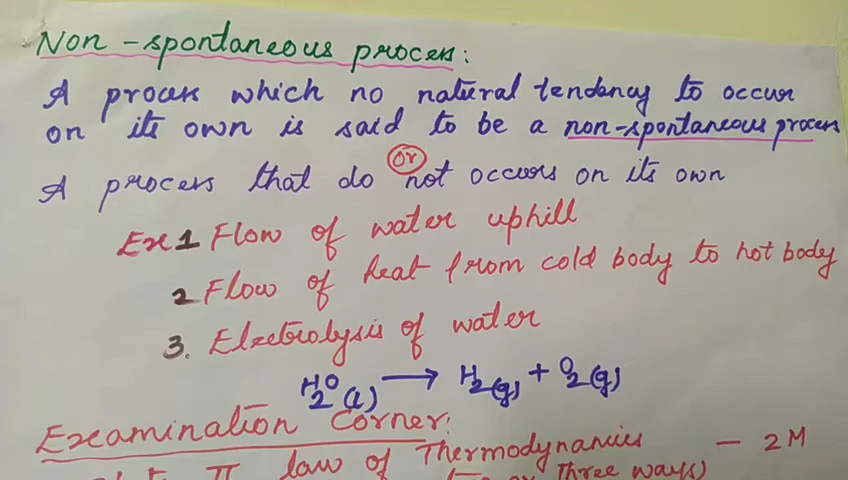 Non-spontaneous process:
A process which no natural tendency to occur
on its own is said to be a non-spontaneous process
or
A process that do not occurs on its own
Ex 1 Flow of water uphill
2 Flow of heat from cold body to hot body
3. Electrolysis of water
H2O(l) → H2(g) + O2(g)
Examination Corner:
II law of Thermodynamics - 2M
Three ways)